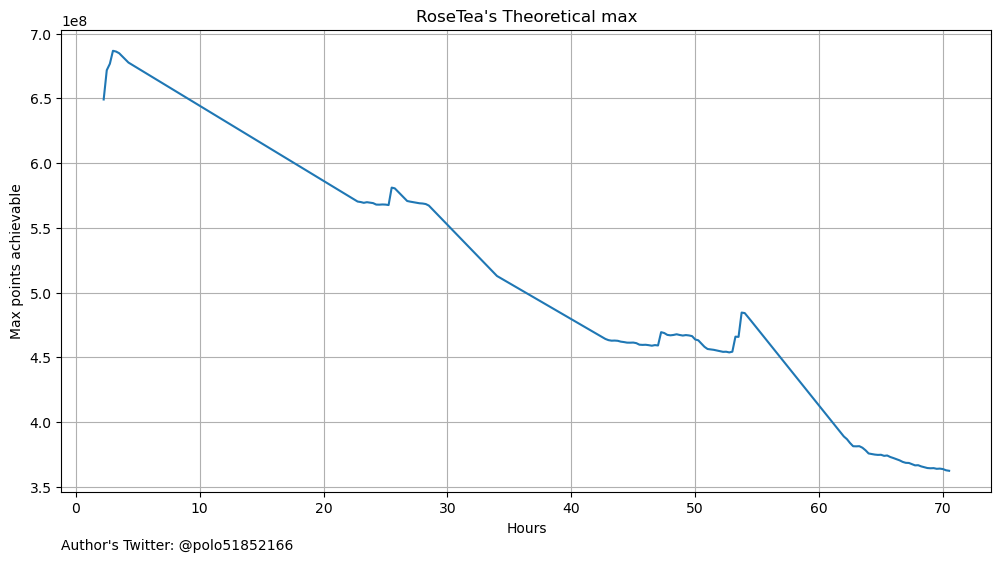 RoseTea's Theoretical max
1e8
Max points achievable
7.0
6.5
6.0
5.5
5.0
4.5
4.0
3.5
0 10 20 30 40 50 60 70
Hours
Author's Twitter: @polo51852166